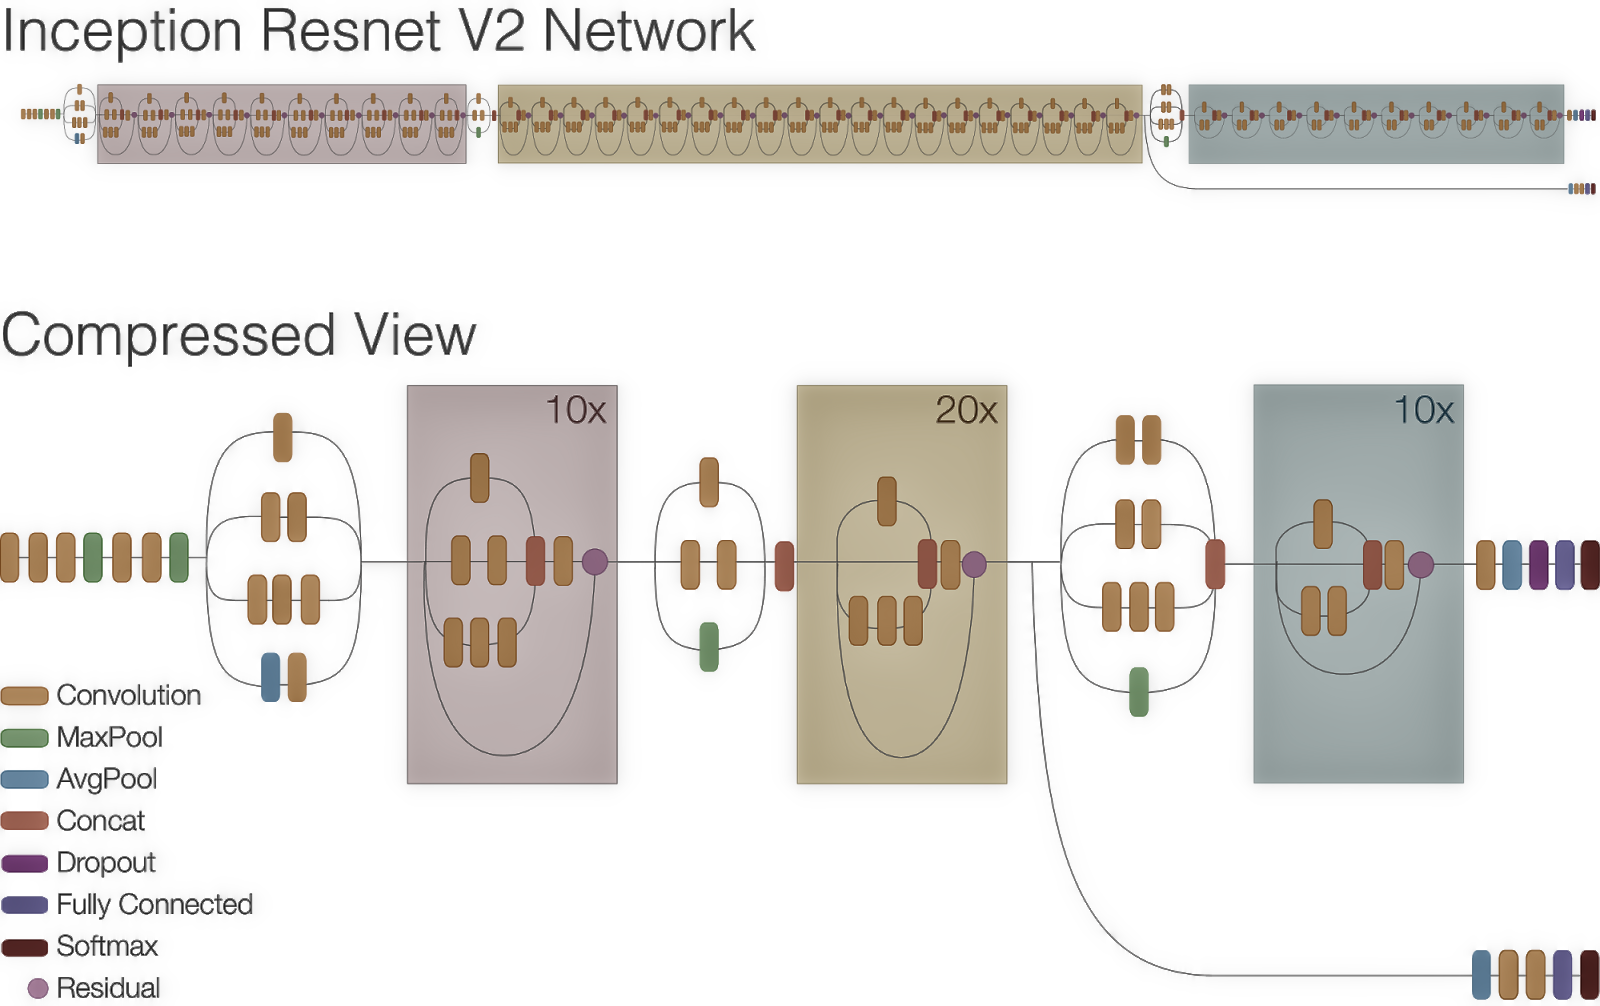 Inception Resnet V2 Network
Compressed View
10x
20x
10x
Convolution
MaxPool
AvgPool
Concat
Dropout
Fully Connected
Softmax
Residual